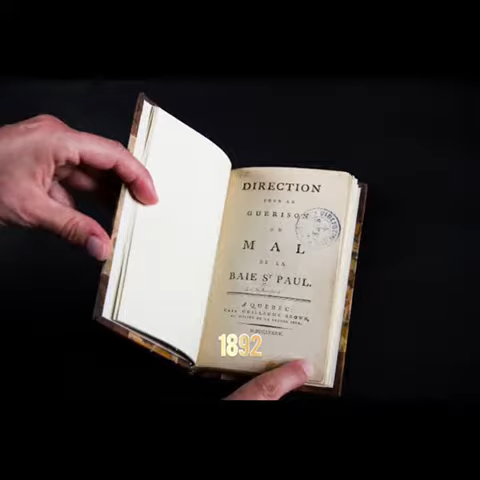 DIRECTION
POUR LA
GUERISON
DU
MAL
DE LA
BAIE ST PAUL.
A QUEBEC:
CHEZ GUILLAUME BROWN,
1892